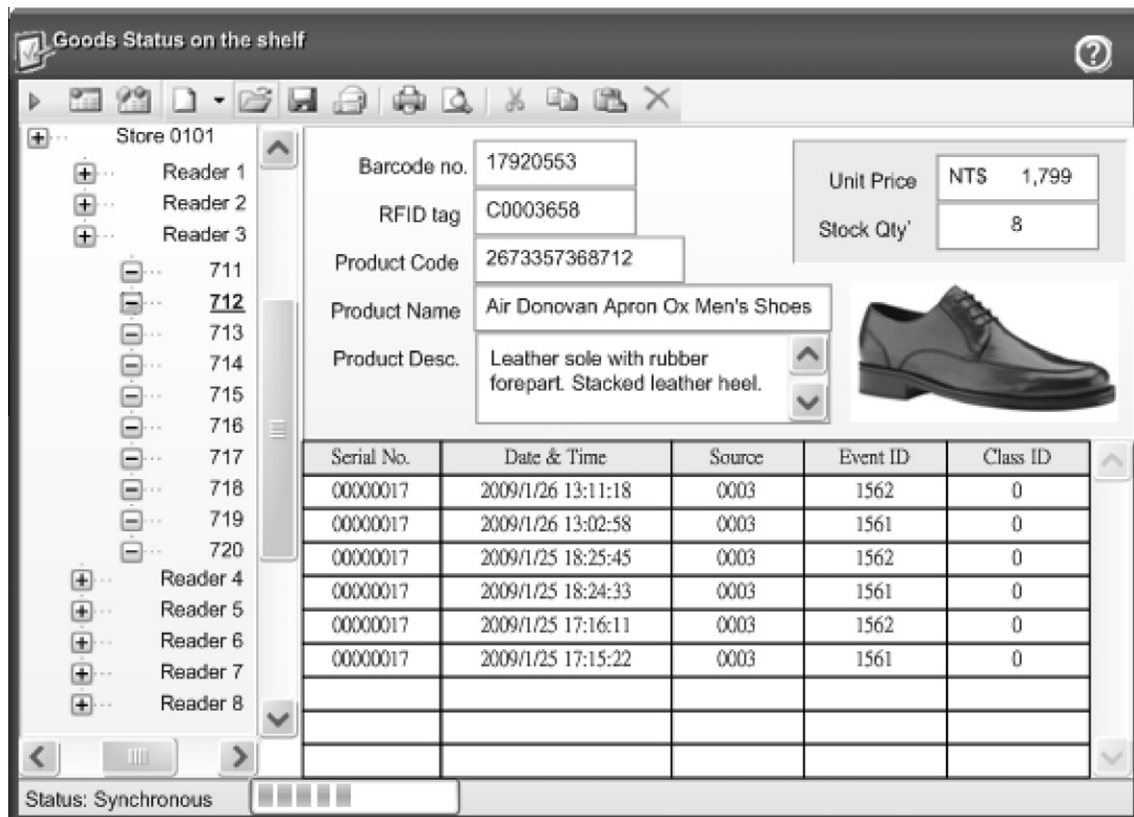 Goods Status on the shelf
Store 0101
Reader 1
Reader 2
Reader 3
711
712
713
714
715
716
717
718
719
720
Reader 4
Reader 5
Reader 6
Reader 7
Reader 8
Barcode no. 17920553
RFID tag C0003658
Product Code 2673357368712
Product Name Air Donovan Apron Ox Men's Shoes
Product Desc. Leather sole with rubber
forepart. Stacked leather heel.
Unit Price NT$ 1,799
Stock Qty' 8
Serial No. Date & Time Source Event ID Class ID
00000017 2009/1/26 13:11:18 0003 1562 0
00000017 2009/1/26 13:02:58 0003 1561 0
00000017 2009/1/25 18:25:45 0003 1562 0
00000017 2009/1/25 18:24:33 0003 1561 0
00000017 2009/1/25 17:16:11 0003 1562 0
00000017 2009/1/25 17:15:22 0003 1561 0
Status: Synchronous